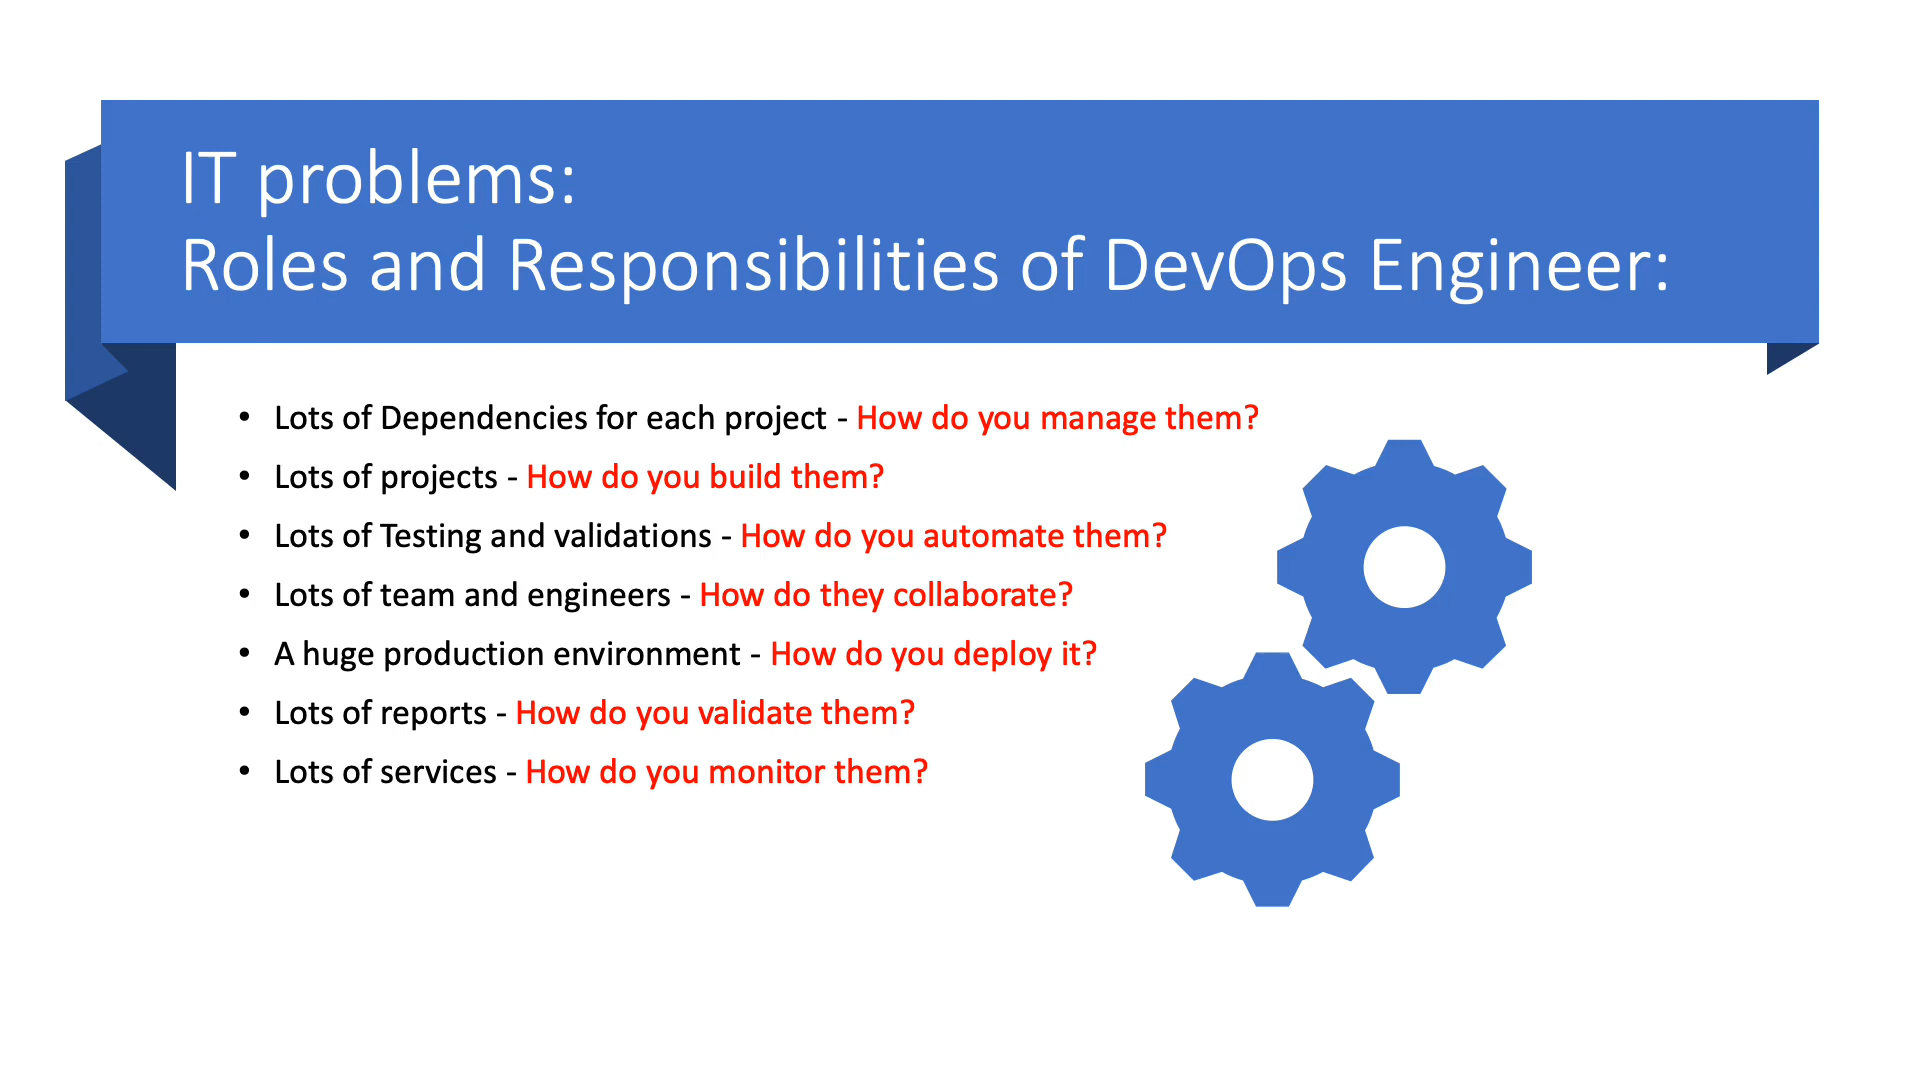 IT problems:
Roles and Responsibilities of DevOps Engineer:
• Lots of Dependencies for each project - How do you manage them?
• Lots of projects - How do you build them?
• Lots of Testing and validations - How do you automate them?
• Lots of team and engineers - How do they collaborate?
• A huge production environment - How do you deploy it?
• Lots of reports - How do you validate them?
• Lots of services - How do you monitor them?